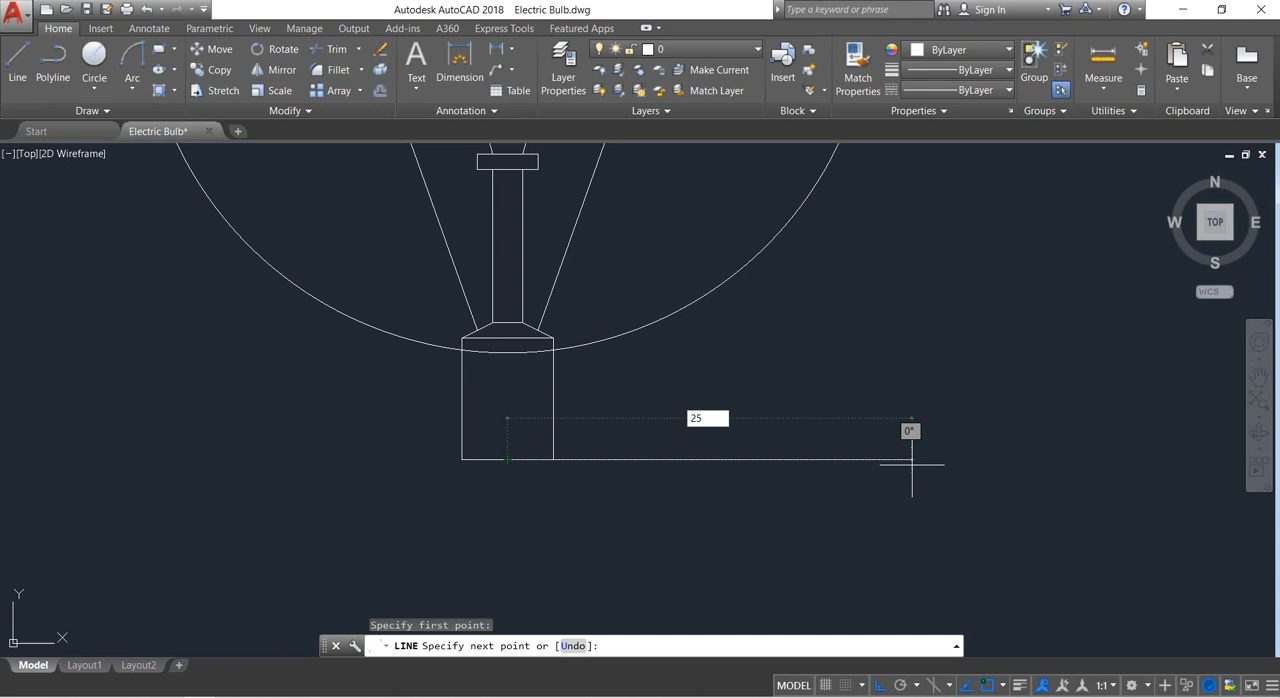 Autodesk AutoCAD 2018 Electric Bulb.dwg
Type a keyword or phrase
Sign In
Home Insert Annotate Parametric View Manage Output Add-ins A360 Express Tools Featured Apps
Line Polyline Circle Arc
Move Rotate Trim
Copy Mirror Fillet
Stretch Scale Array
Text Dimension Table
Layer Properties
0
Make Current
Match Layer
Insert
Match Properties
ByLayer
ByLayer
ByLayer
Group Measure Paste Base
Draw Modify Annotation Layers Block Properties Groups Utilities Clipboard View
Start Electric Bulb*
[−][Top][2D Wireframe]
N
W TOP E
S
WCS
25
0°
Y
X
Specify first point:
LINE Specify next point or [Undo]:
Model Layout1 Layout2
MODEL 1:1